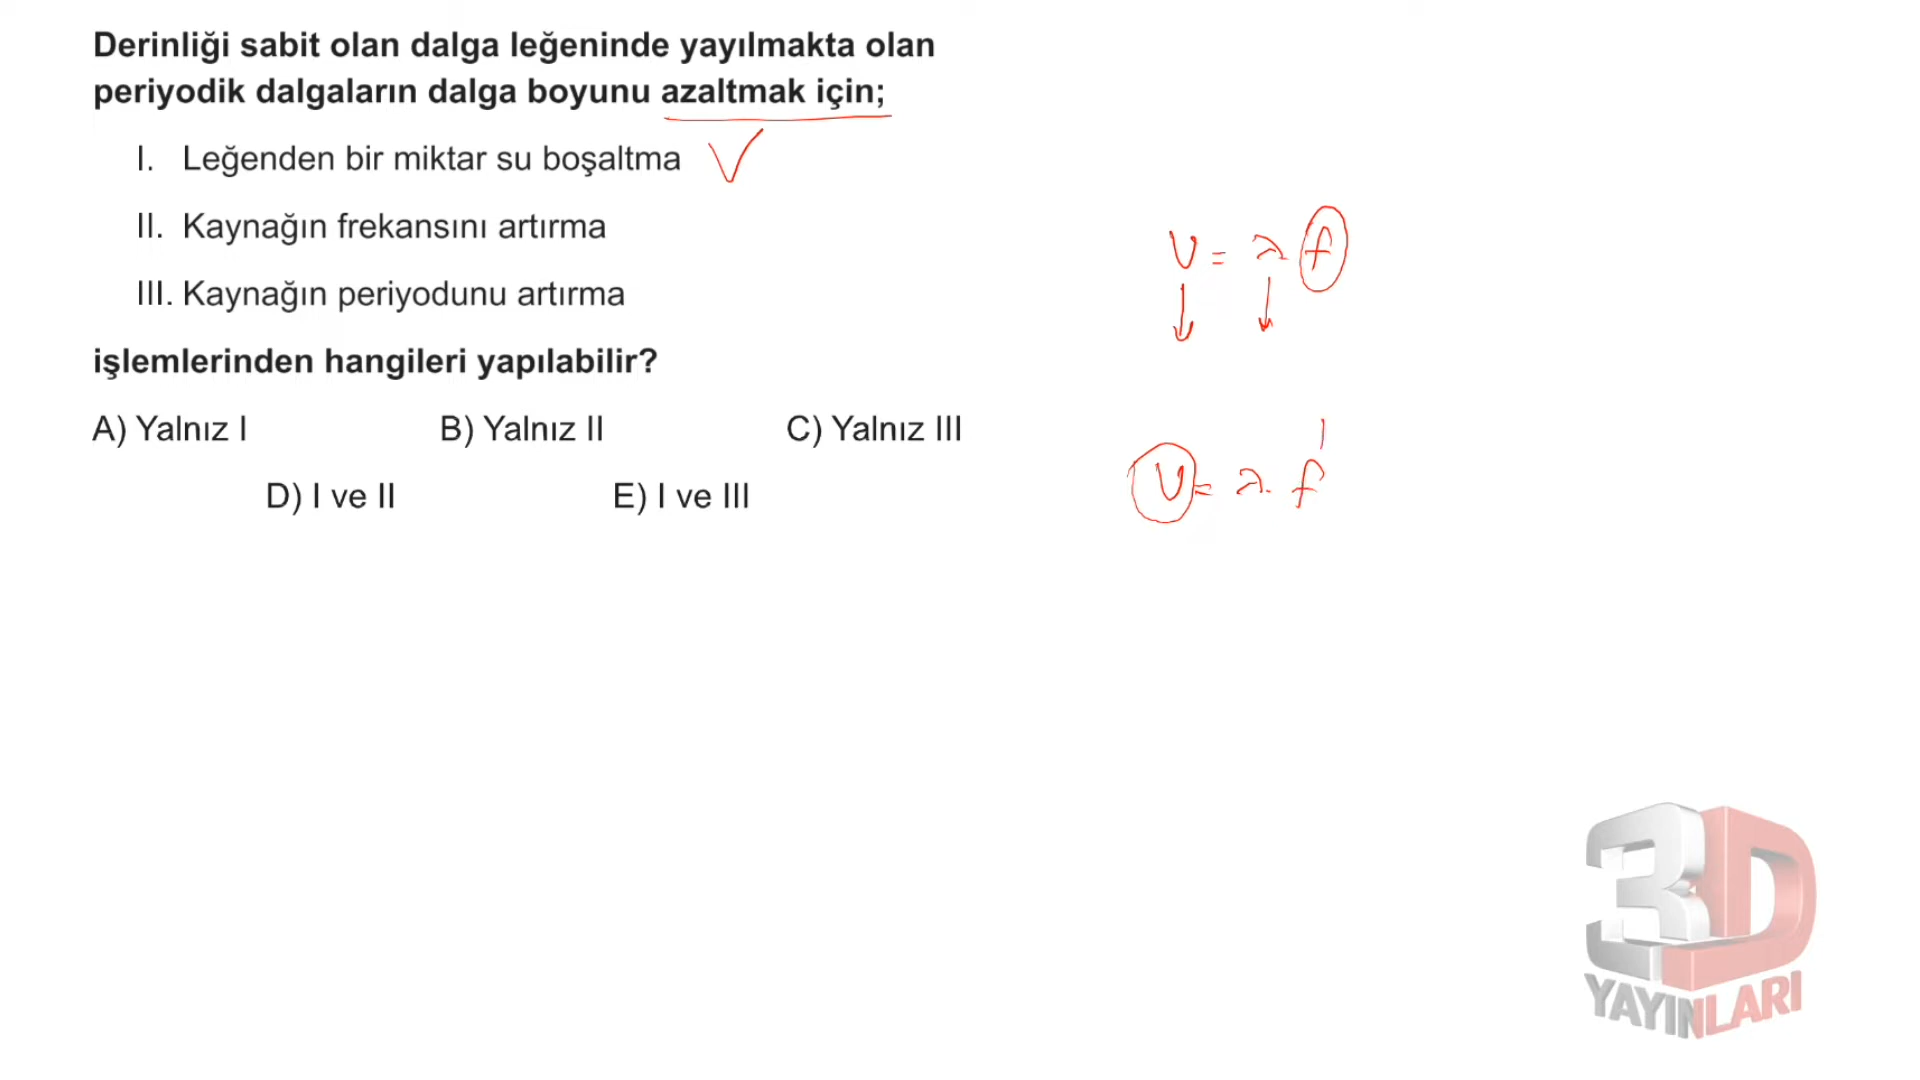 Derinliği sabit olan dalga leğeninde yayılmakta olan
periyodik dalgaların dalga boyunu azaltmak için;
I. Leğenden bir miktar su boşaltma
II. Kaynağın frekansını artırma
III. Kaynağın periyodunu artırma
işlemlerinden hangileri yapılabilir?
A) Yalnız I B) Yalnız II C) Yalnız III
D) I ve II E) I ve III
V = λ. f
V = λ. f
3D
YAYINLARI